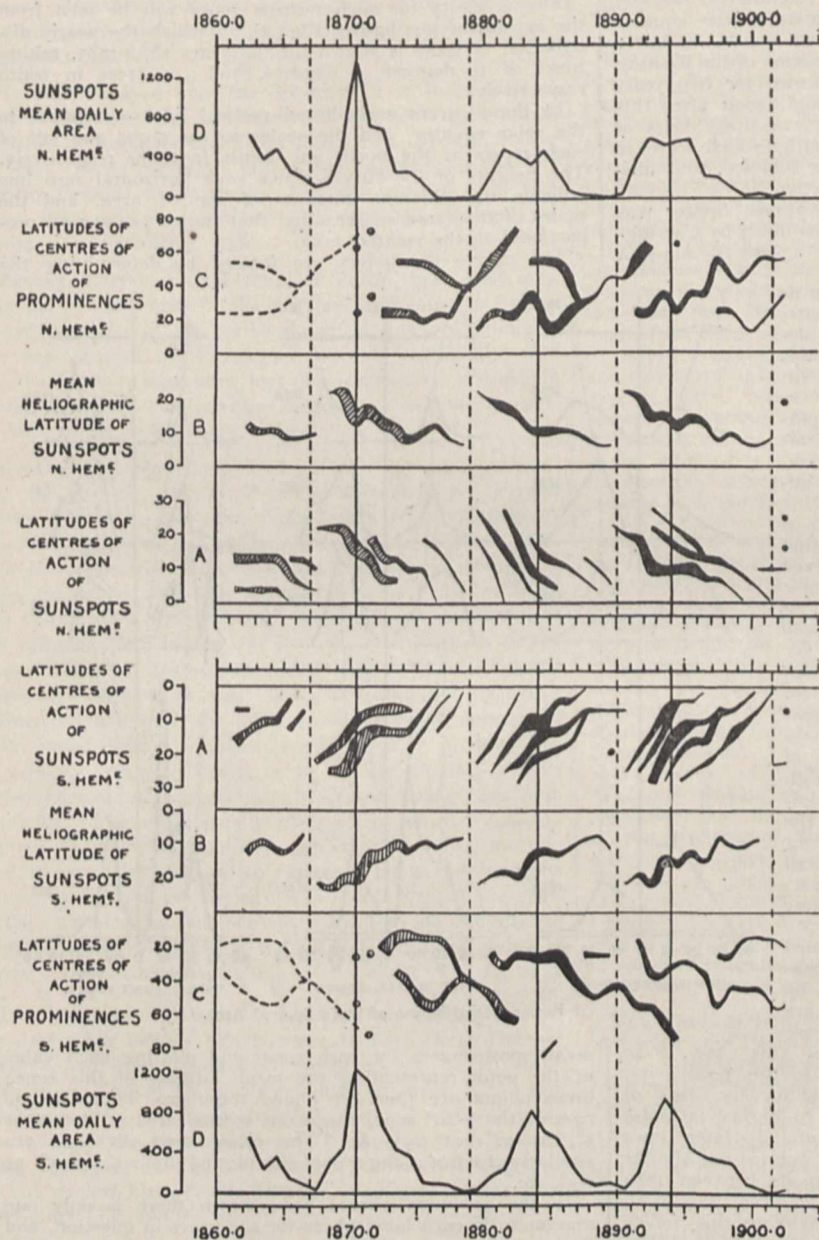 1860·0 1870·0 1880·0 1890·0 1900·0
SUNSPOTS
MEAN DAILY
AREA
N. HEMᴱ.
1200
800
400
0
D
LATITUDES OF
CENTRES OF
ACTION
OF
PROMINENCES
N. HEMᴱ.
80
60
40
20
0
C
MEAN
HELIOGRAPHIC
LATITUDE OF
SUNSPOTS
N. HEMᴱ.
20
10
0
B
LATITUDES OF
CENTRES OF
ACTION
OF
SUNSPOTS
N. HEMᴱ.
30
20
10
0
A
LATITUDES OF
CENTRES OF
ACTION
OF
SUNSPOTS
S. HEMᴱ.
0
10
20
30
A
MEAN
HELIOGRAPHIC
LATITUDE OF
SUNSPOTS
S. HEMᴱ.
0
10
20
B
LATITUDES OF
CENTRES OF
ACTION
OF
PROMINENCES
S. HEMᴱ.
0
20
40
60
80
C
SUNSPOTS
MEAN DAILY
AREA
S. HEMᴱ.
1200
800
400
0
D
1860·0 1870·0 1880·0 1890·0 1900·0